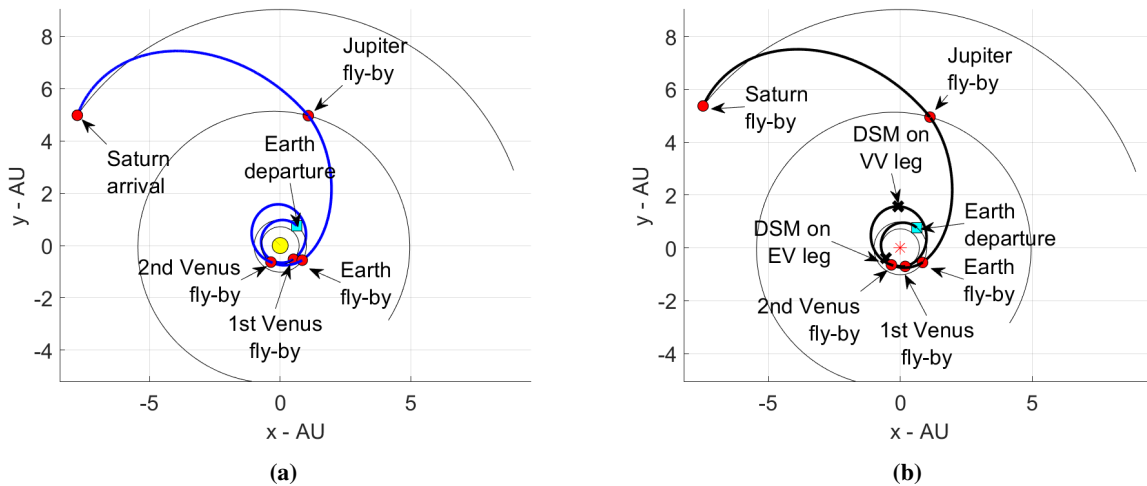 8
6
4
2
0
-2
-4
y - AU
-5
0
5
x - AU
Jupiter
fly-by
Earth
departure
Saturn
arrival
2nd Venus
fly-by
1st Venus
fly-by
Earth
fly-by
(a)
8
6
4
2
0
-2
-4
y - AU
-5
0
5
x - AU
Jupiter
fly-by
Saturn
fly-by
DSM on
VV leg
DSM on
EV leg
Earth
departure
Earth
fly-by
2nd Venus
fly-by
1st Venus
fly-by
(b)